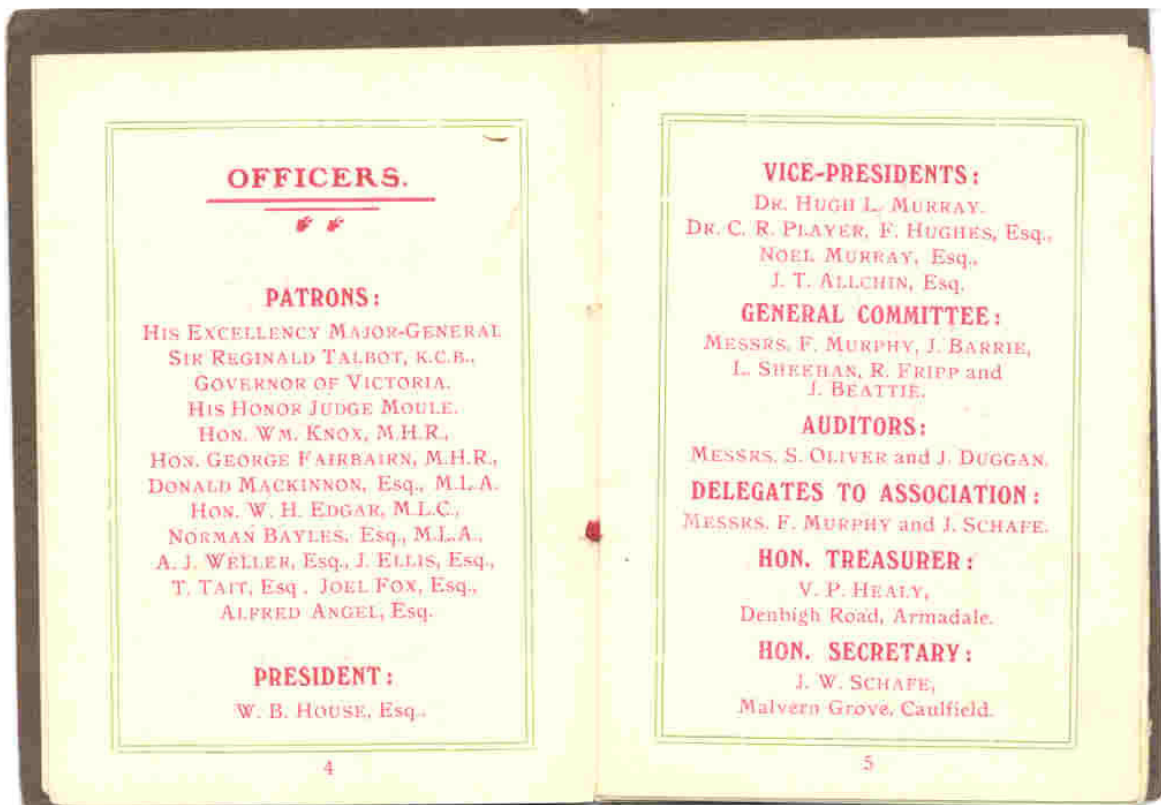 OFFICERS.
PATRONS:
HIS EXCELLENCY MAJOR-GENERAL
SIR REGINALD TALBOT, K.C.B.,
GOVERNOR OF VICTORIA.
HIS HONOR JUDGE MOULE.
HON. WM. KNOX, M.H.R.,
HON. GEORGE FAIRBAIRN, M.H.R.,
DONALD MACKINNON, Esq., M.L.A.
HON. W. H. EDGAR, M.L.C.,
NORMAN BAYLES, Esq., M.L.A.,
A. J. WELLER, Esq., J. ELLIS, Esq.,
T. TAIT, Esq., JOEL FOX, Esq.,
ALFRED ANGEL, Esq.
PRESIDENT:
W. B. HOUSE, Esq.,
4
VICE-PRESIDENTS:
DR. HUGH L. MURRAY.
DR. C. R. PLAYER, F. HUGHES, Esq.,
NOEL MURRAY, Esq.,
J. T. ALLCHIN, Esq.
GENERAL COMMITTEE:
MESSRS. F. MURPHY, J. BARRIE,
L. SHEEHAN, R. FRIPP and
J. BEATTIE.
AUDITORS:
MESSRS. S. OLIVER and J. DUGGAN.
DELEGATES TO ASSOCIATION:
MESSRS. F. MURPHY and J. SCHAFE.
HON. TREASURER:
V. P. HEALY,
Denbigh Road, Armadale.
HON. SECRETARY:
J. W. SCHAFE,
Malvern Grove, Caulfield.
5